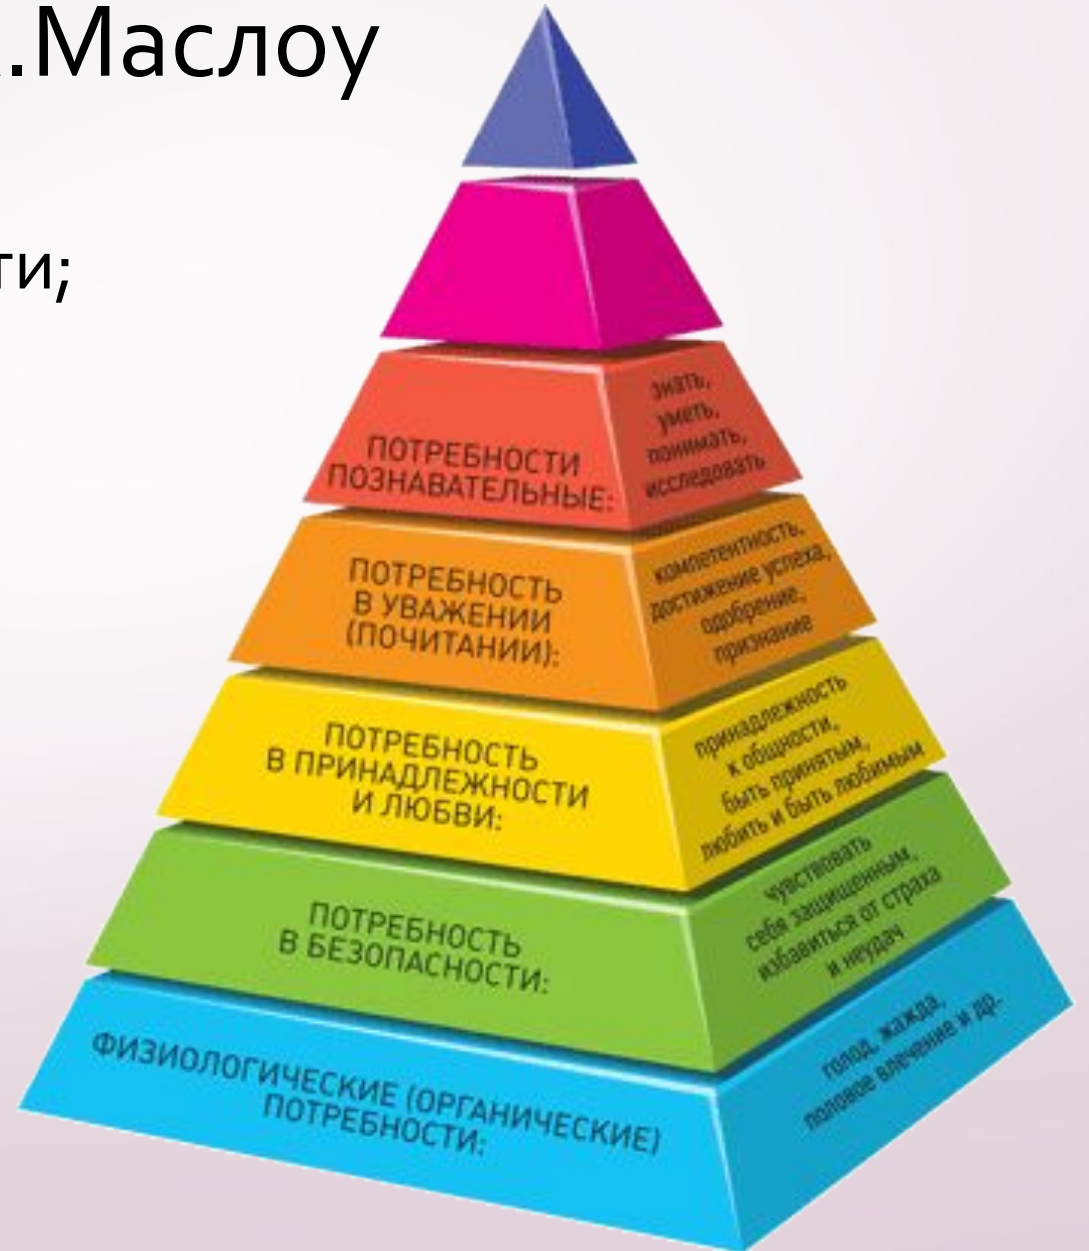 .Маслоу
ти;
ПОТРЕБНОСТИ
ПОЗНАВАТЕЛЬНЫЕ:
знать,
уметь,
понимать,
исследовать
ПОТРЕБНОСТЬ
В УВАЖЕНИИ
(ПОЧИТАНИИ):
компетентность,
достижение успеха,
одобрение,
признание
ПОТРЕБНОСТЬ
В ПРИНАДЛЕЖНОСТИ
И ЛЮБВИ:
принадлежность
к общности,
быть принятым,
любить и быть любимым
ПОТРЕБНОСТЬ
В БЕЗОПАСНОСТИ:
чувствовать
себя защищенным,
избавиться от страха
и неудач
ФИЗИОЛОГИЧЕСКИЕ (ОРГАНИЧЕСКИЕ)
ПОТРЕБНОСТИ:
голод, жажда,
половое влечение и др.